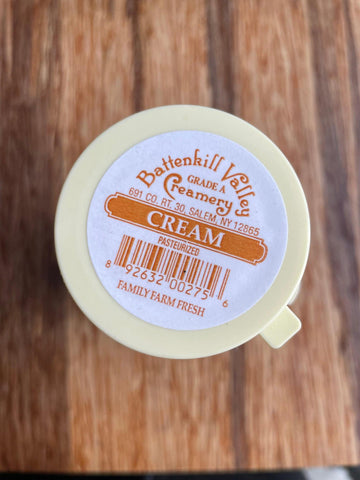 Battenkill Valley
GRADE A
Creamery
691 CO. RT. 30, SALEM, NY 12865
CREAM
PASTEURIZED
8 92632 00275 6
FAMILY FARM FRESH